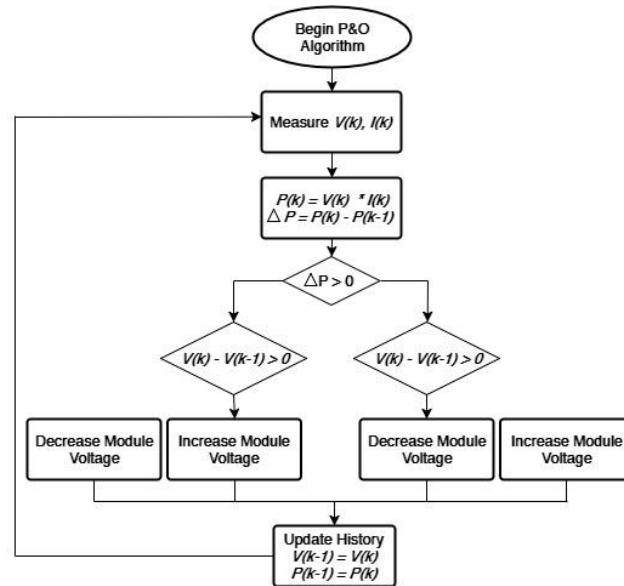 Begin P&O
Algorithm
Measure V(k), I(k)
P(k) = V(k) * I(k)
△ P = P(k) - P(k-1)
△P > 0
V(k) - V(k-1) > 0
V(k) - V(k-1) > 0
Decrease Module
Voltage
Increase Module
Voltage
Decrease Module
Voltage
Increase Module
Voltage
Update History
V(k-1) = V(k)
P(k-1) = P(k)